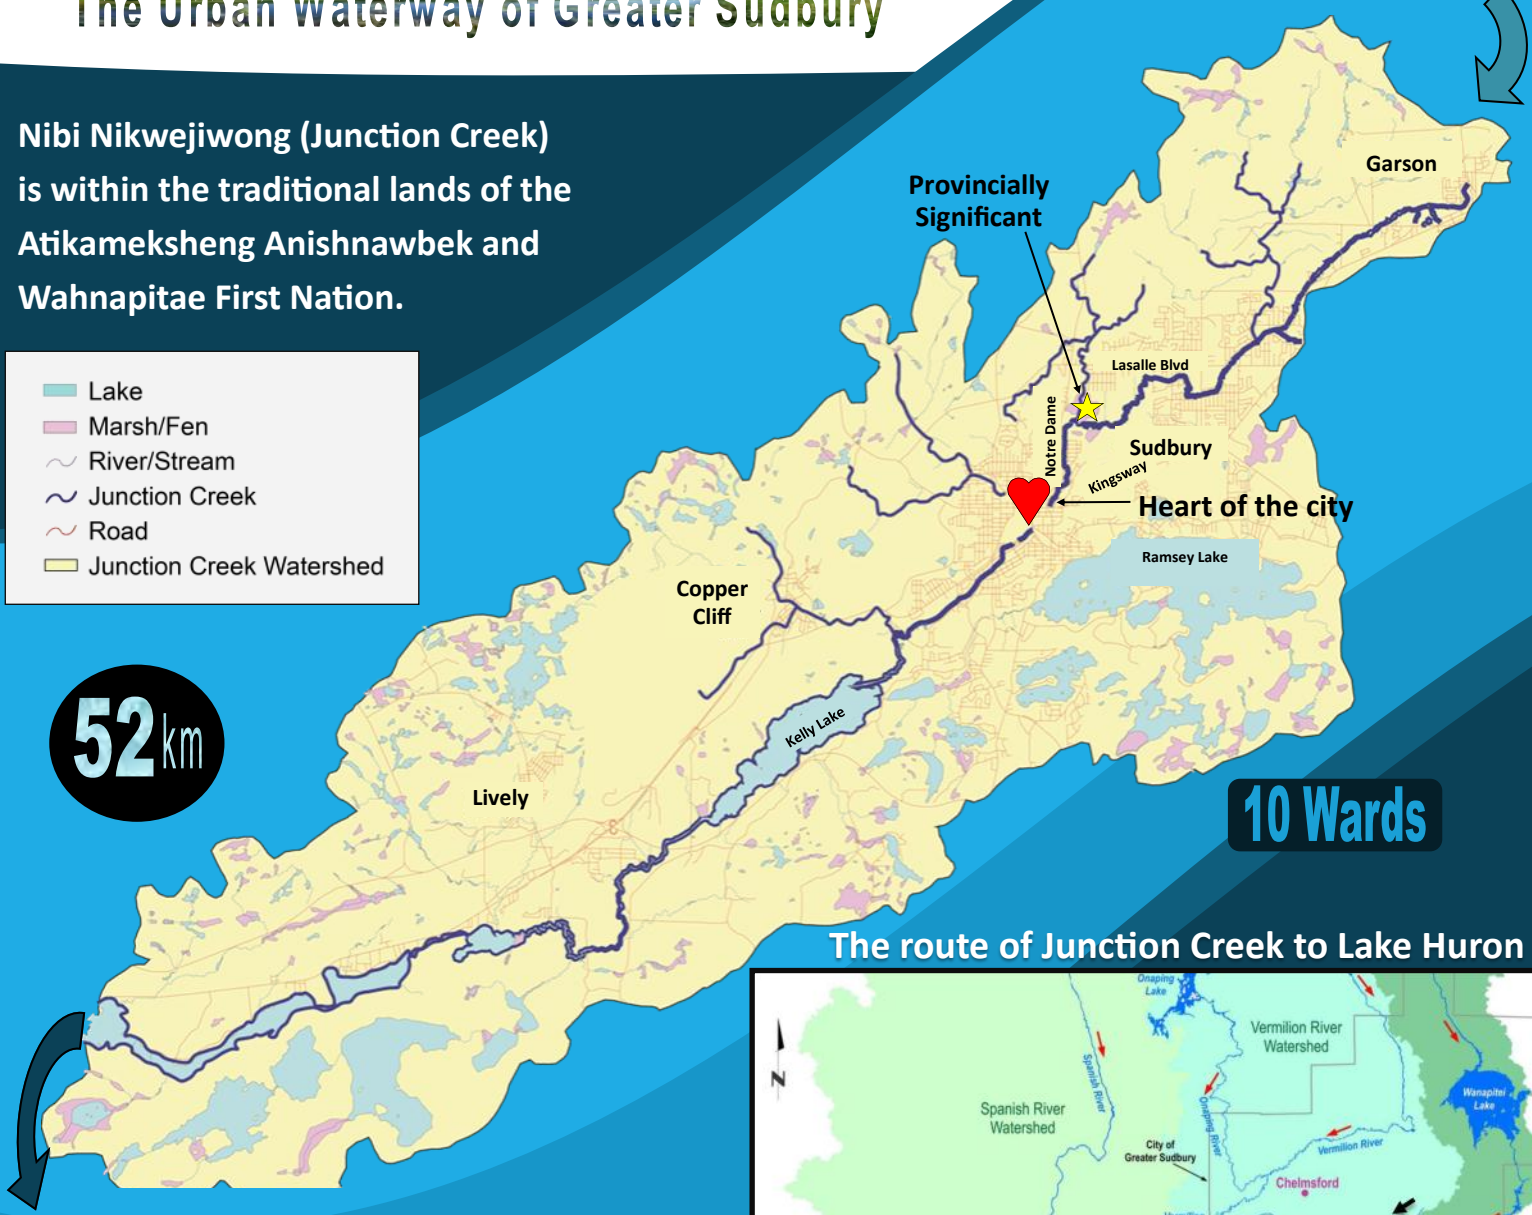 The Urban Waterway of Greater Sudbury
Nibi Nikwejiwong (Junction Creek)
is within the traditional lands of the
Atikameksheng Anishnawbek and
Wahnapitae First Nation.
Lake
Marsh/Fen
River/Stream
Junction Creek
Road
Junction Creek Watershed
Garson
Provincially
Significant
Lasalle Blvd
Notre Dame
Sudbury
Kingsway
Heart of the city
Ramsey Lake
Copper
Cliff
Kelly Lake
52 km
Lively
10 Wards
The route of Junction Creek to Lake Huron
Onaping
Lake
Vermilion River
Watershed
N
Spanish River
Spanish River
Watershed
Onaping River
Wanapitei
Lake
City of
Greater Sudbury
Vermilion River
Chelmsford